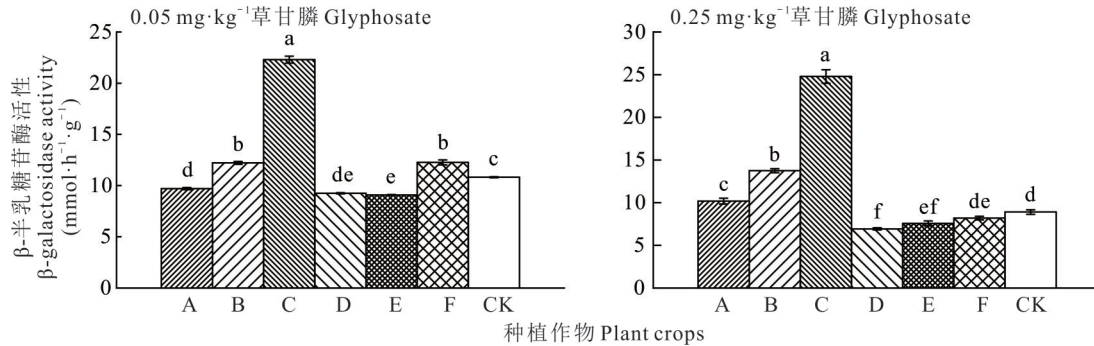 0.05 mg·kg⁻¹草甘膦 Glyphosate
25
20
15
10
5
0
d
b
a
de
e
b
c
A B C D E F CK
0.25 mg·kg⁻¹草甘膦 Glyphosate
30
25
20
15
10
5
0
c
b
a
f
ef
de
d
A B C D E F CK
β-半乳糖苷酶活性
β-galactosidase activity
(mmol·h⁻¹·g⁻¹)
种植作物 Plant crops